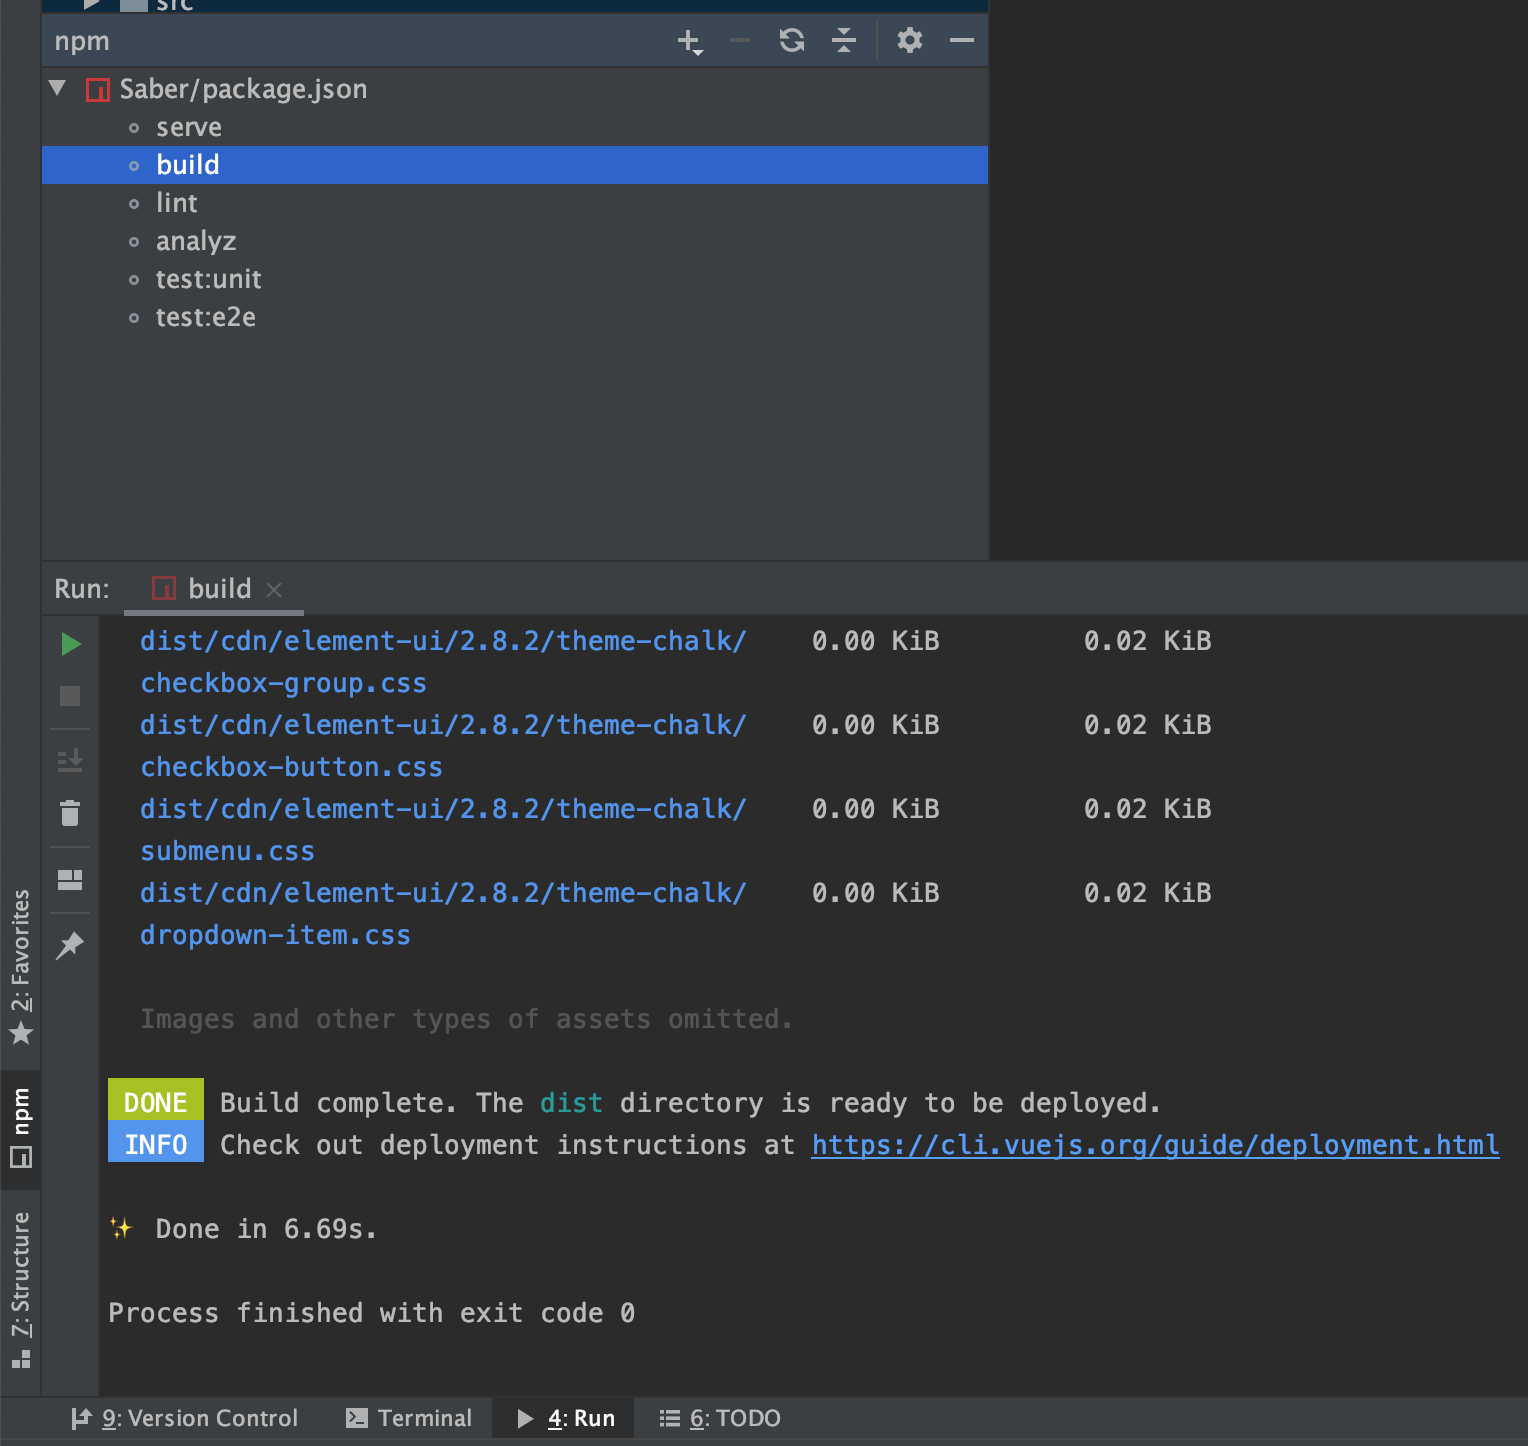 src
npm
Saber/package.json
serve
build
lint
analyz
test:unit
test:e2e
Run: build
dist/cdn/element-ui/2.8.2/theme-chalk/ 0.00 KiB 0.02 KiB
checkbox-group.css
dist/cdn/element-ui/2.8.2/theme-chalk/ 0.00 KiB 0.02 KiB
checkbox-button.css
dist/cdn/element-ui/2.8.2/theme-chalk/ 0.00 KiB 0.02 KiB
submenu.css
dist/cdn/element-ui/2.8.2/theme-chalk/ 0.00 KiB 0.02 KiB
dropdown-item.css
Images and other types of assets omitted.
DONE Build complete. The dist directory is ready to be deployed.
INFO Check out deployment instructions at https://cli.vuejs.org/guide/deployment.html
✨ Done in 6.69s.
Process finished with exit code 0
2: Favorites
npm
7: Structure
9: Version Control Terminal 4: Run 6: TODO